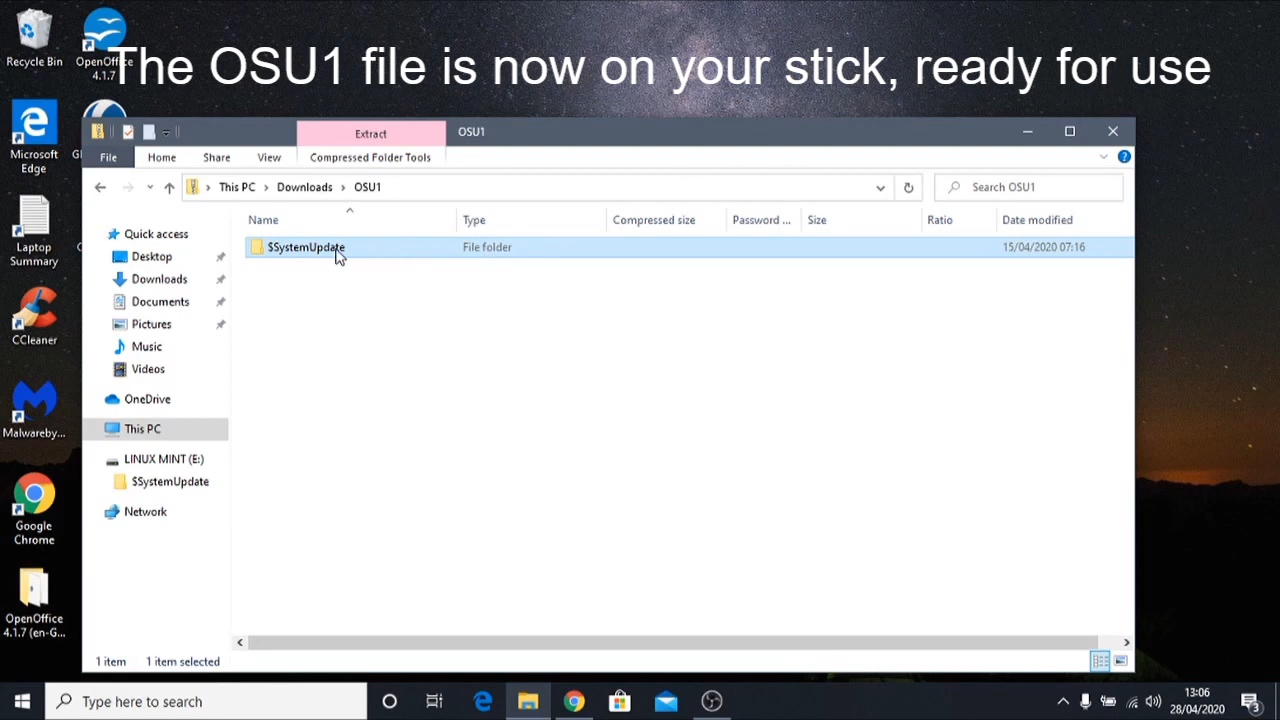 The OSU1 file is now on your stick, ready for use
Recycle Bin
OpenOffice
4.1.7
Microsoft
Edge
Laptop
Summary
CCleaner
Malwareby...
Google
Chrome
OpenOffice
4.1.7 (en-G...
Extract
OSU1
File
Home
Share
View
Compressed Folder Tools
This PC
Downloads
OSU1
Search OSU1
Name
Type
Compressed size
Password ...
Size
Ratio
Date modified
$SystemUpdate
File folder
15/04/2020 07:16
Quick access
Desktop
Downloads
Documents
Pictures
Music
Videos
OneDrive
This PC
LINUX MINT (E:)
$SystemUpdate
Network
1 item
1 item selected
Type here to search
13:06
28/04/2020
3